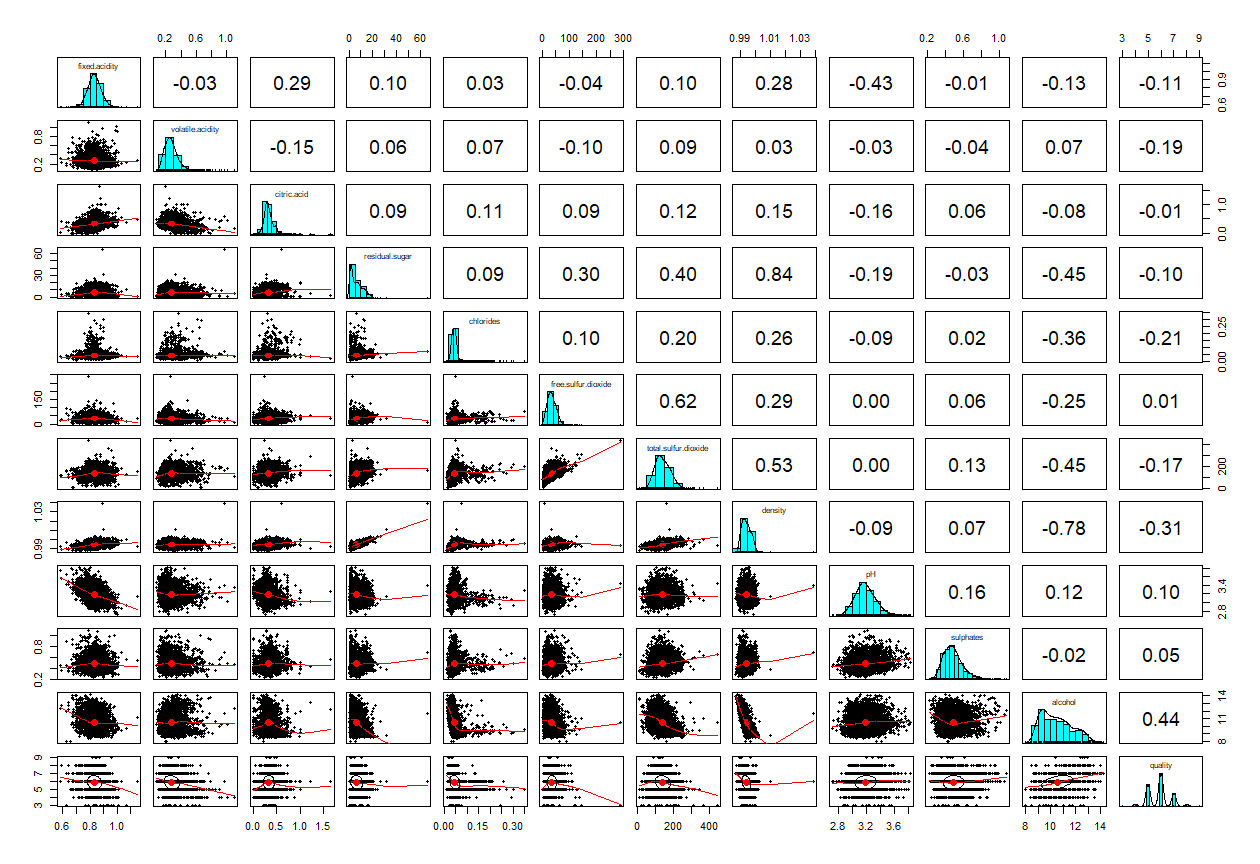 0.2 0.6 1.0 0 20 40 60 0 100 200 300 0.99 1.01 1.03 0.2 0.6 1.0 3 5 7 9
fixed.acidity -0.03 0.29 0.10 0.03 -0.04 0.10 0.28 -0.43 -0.01 -0.13 -0.11 0.6 0.9
0.2 0.8 volatile.acidity -0.15 0.06 0.07 -0.10 0.09 0.03 -0.03 -0.04 0.07 -0.19
citric.acid 0.09 0.11 0.09 0.12 0.15 -0.16 0.06 -0.08 -0.01 0.0 1.0
0 30 60 residual.sugar 0.09 0.30 0.40 0.84 -0.19 -0.03 -0.45 -0.10
chlorides 0.10 0.20 0.26 -0.09 0.02 -0.36 -0.21 0.00 0.25
0 150 free.sulfur.dioxide 0.62 0.29 0.00 0.06 -0.25 0.01
total.sulfur.dioxide 0.53 0.00 0.13 -0.45 -0.17 0 200
0.99 1.03 density -0.09 0.07 -0.78 -0.31
pH 0.16 0.12 0.10 2.8 3.4
0.2 0.8 sulphates -0.02 0.05
alcohol 0.44 8 11 14
3 5 7 9 quality
0.6 0.8 1.0 0.0 0.5 1.0 1.5 0.00 0.15 0.30 0 200 400 2.8 3.2 3.6 8 10 12 14